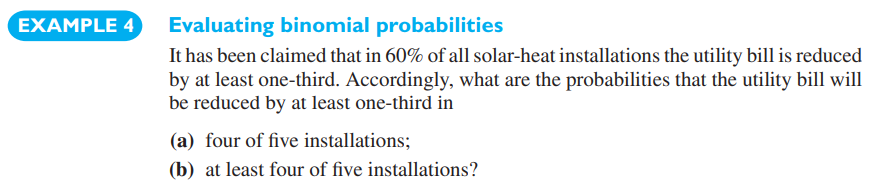 EXAMPLE 4 Evaluating binomial probabilities
It has been claimed that in 60% of all solar-heat installations the utility bill is reduced
by at least one-third. Accordingly, what are the probabilities that the utility bill will
be reduced by at least one-third in
(a) four of five installations;
(b) at least four of five installations?